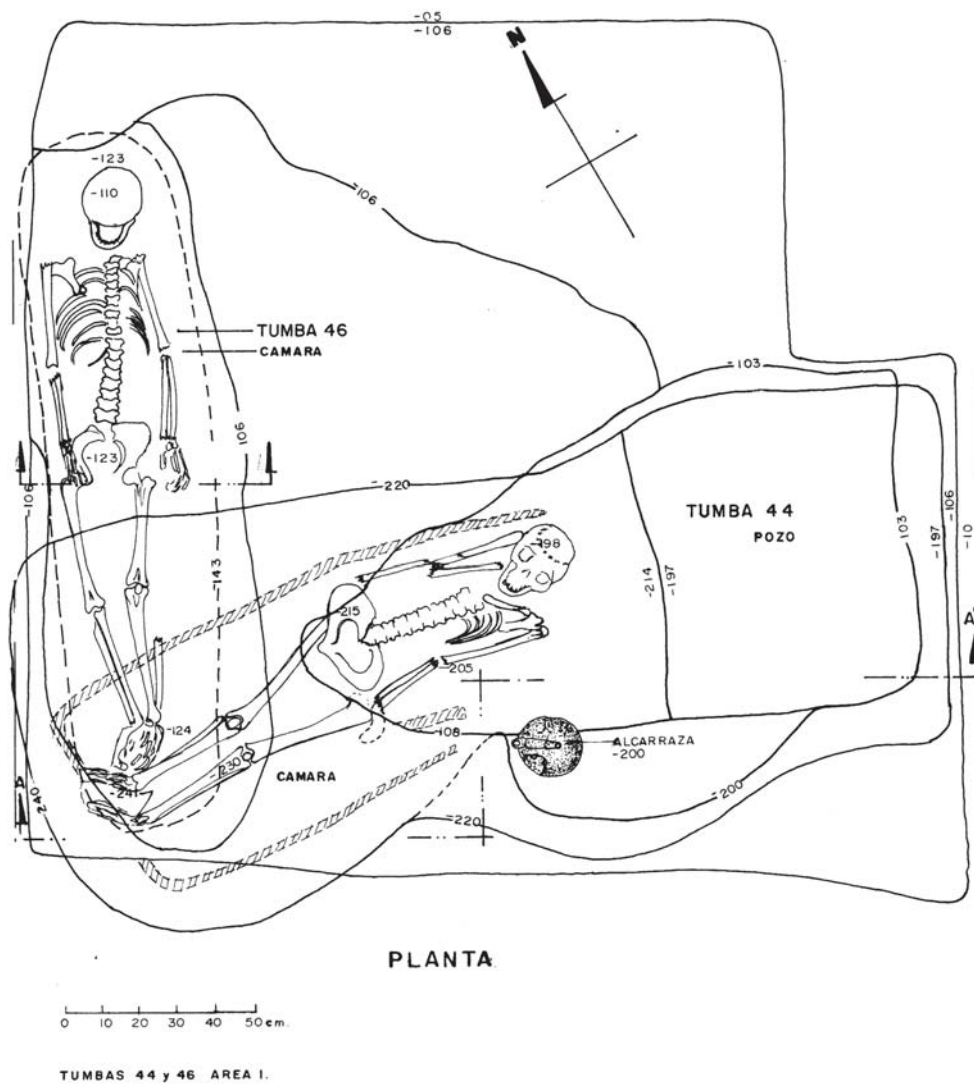 -05
-106
N
-123
-110
-106
TUMBA 46
CAMARA
-103
-123
106
-106
-220
TUMBA 44
POZO
103
-106
-197
-10
-198
-143
-214
-197
-215
-205
A
-124
-108
ALCARRAZA
-200
-230
CAMARA
A
-241
240
-200
-220
PLANTA
0 10 20 30 40 50 cm.
TUMBAS 44 y 46 AREA I.